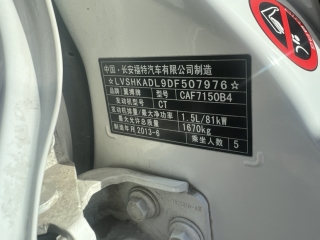 中国·长安福特汽车有限公司制造
☆LVSHKADL9DF507976☆
品牌 翼搏牌 型号 CAF7150B4
发动机型号 CT
发动机排量/最大净功率 1.5L/81kW
最大允许总质量 1670kg
制造年月 2013-6 乘坐人数 5